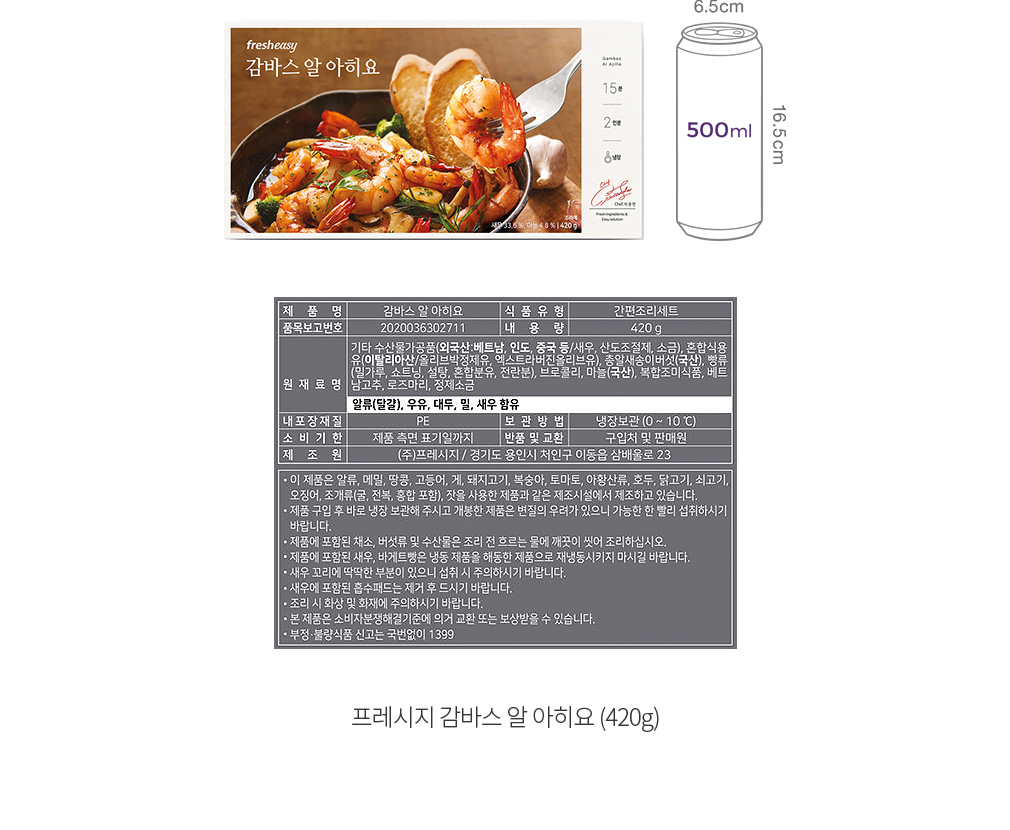 6.5cm
fresheasy
감바스 알 아히요
Gambas
Al Ajillo
15분
2인분
냉장
Chef.
Fresh ingredients &
Easy solution
조리예
새우 33.6 %, 마늘 4.8 % | 420 g
500ml
16.5cm
제품명 감바스 알 아히요 식품유형 간편조리세트
품목보고번호 2020036302711 내용량 420 g
원재료명 기타 수산물가공품(외국산:베트남, 인도, 중국 등/새우, 산도조절제, 소금), 혼합식용
유(이탈리아산/올리브박정제유, 엑스트라버진올리브유), 총알새송이버섯(국산), 빵류
(밀가루, 쇼트닝, 설탕, 혼합분유, 전란분), 브로콜리, 마늘(국산), 복합조미식품, 베트
남고추, 로즈마리, 정제소금
알류(달걀), 우유, 대두, 밀, 새우 함유
내포장재질 PE 보관방법 냉장보관 (0 ~ 10 ℃)
소비기한 제품 측면 표기일까지 반품 및 교환 구입처 및 판매원
제조원 (주)프레시지 / 경기도 용인시 처인구 이동읍 삼배울로 23
• 이 제품은 알류, 메밀, 땅콩, 고등어, 게, 돼지고기, 복숭아, 토마토, 아황산류, 호두, 닭고기, 쇠고기,
오징어, 조개류(굴, 전복, 홍합 포함), 잣을 사용한 제품과 같은 제조시설에서 제조하고 있습니다.
• 제품 구입 후 바로 냉장 보관해 주시고 개봉한 제품은 변질의 우려가 있으니 가능한 한 빨리 섭취하시기
바랍니다.
• 제품에 포함된 채소, 버섯류 및 수산물은 조리 전 흐르는 물에 깨끗이 씻어 조리하십시오.
• 제품에 포함된 새우, 바게트빵은 냉동 제품을 해동한 제품으로 재냉동시키지 마시길 바랍니다.
• 새우 꼬리에 딱딱한 부분이 있으니 섭취 시 주의하시기 바랍니다.
• 새우에 포함된 흡수패드는 제거 후 드시기 바랍니다.
• 조리 시 화상 및 화재에 주의하시기 바랍니다.
• 본 제품은 소비자분쟁해결기준에 의거 교환 또는 보상받을 수 있습니다.
• 부정·불량식품 신고는 국번없이 1399
프레시지 감바스 알 아히요 (420g)